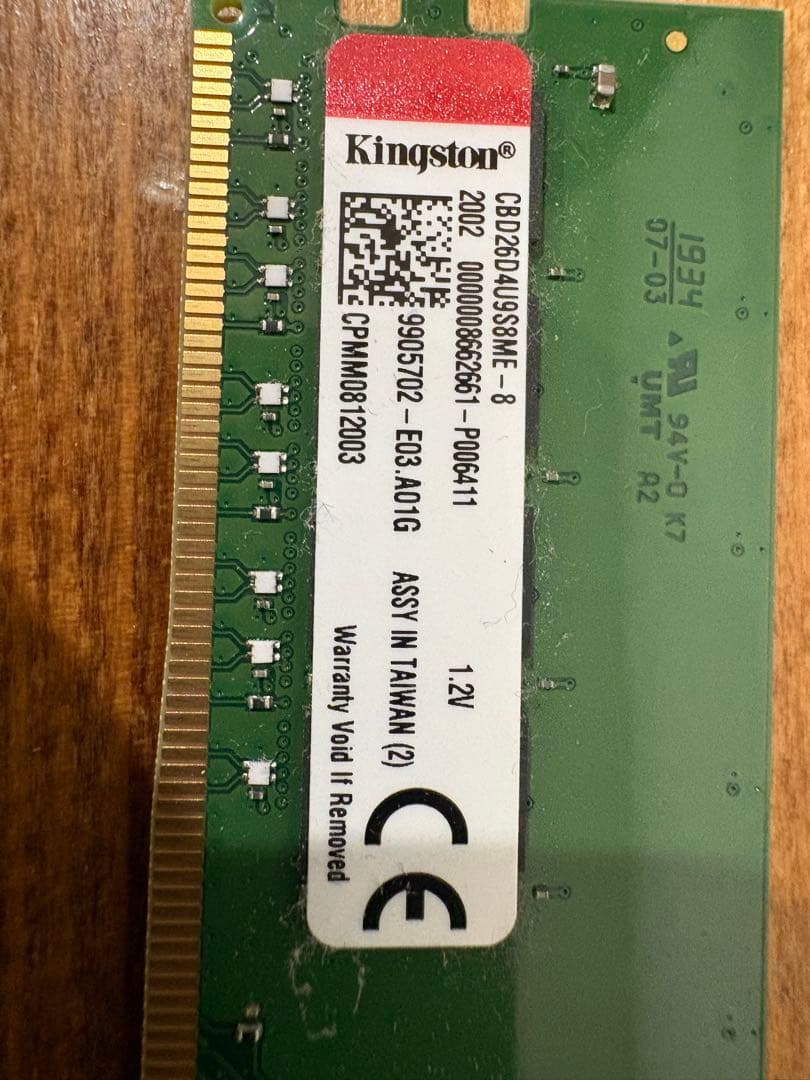 Kingston®
CBD26D4U9S8ME-8
2002 0000008662661-P006411
1.2V
9905702-E03.A01G ASSY IN TAIWAN (2)
CPMM0812003
Warranty Void If Removed
CE
1934
07-03
94V-0 K7
UMT A2